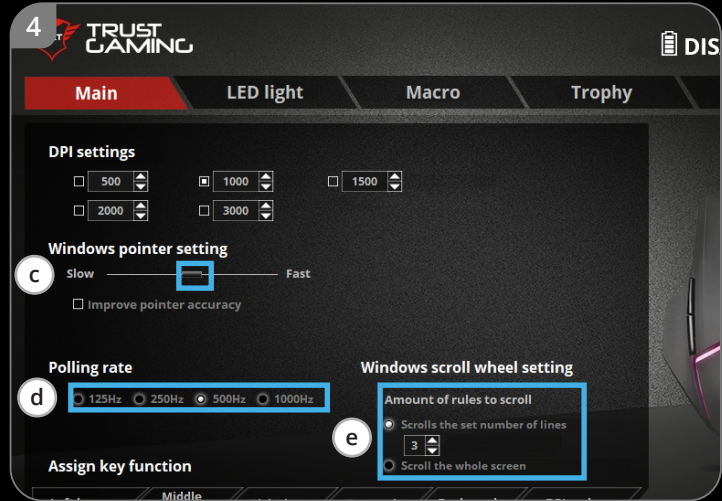 4
TRUST
GAMING
DIS
Main LED light Macro Trophy
DPI settings
500 1000 1500
2000 3000
Windows pointer setting
c
Slow Fast
Improve pointer accuracy
Polling rate
Windows scroll wheel setting
d
125Hz 250Hz 500Hz 1000Hz
Amount of rules to scroll
e
Scrolls the set number of lines
3
Scroll the whole screen
Assign key function
Middle